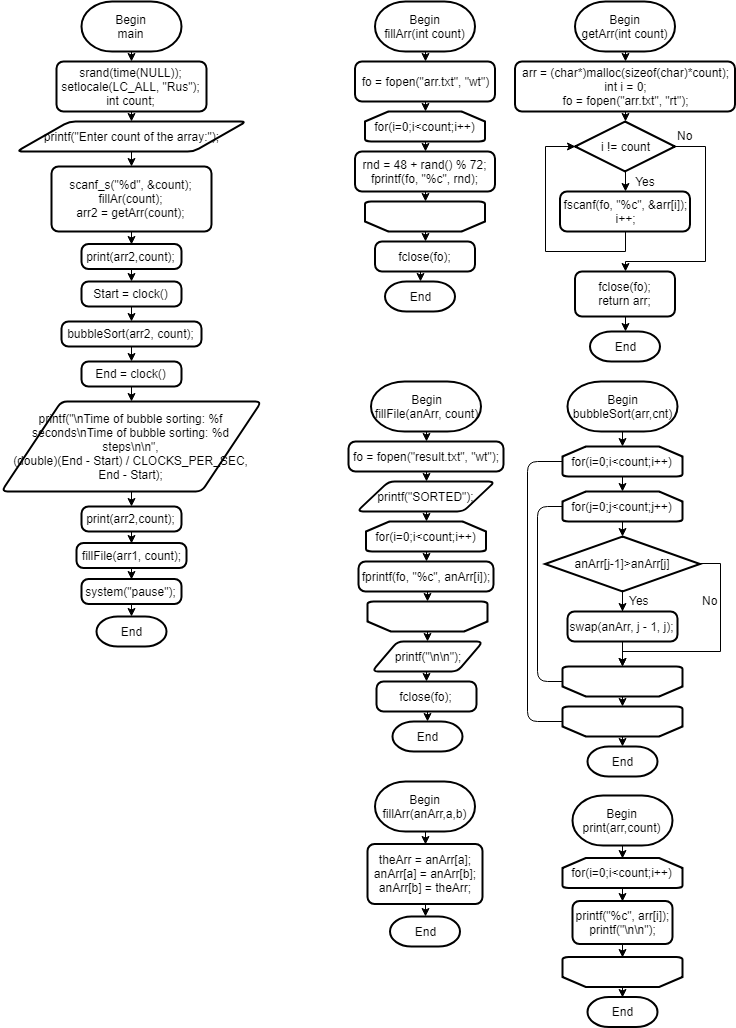 Begin
main
srand(time(NULL));
setlocale(LC_ALL, "Rus");
int count;
printf("Enter count of the array:");
scanf_s("%d", &count);
fillAr(count);
arr2 = getArr(count);
print(arr2,count);
Start = clock()
bubbleSort(arr2, count);
End = clock()
printf("\nTime of bubble sorting: %f
seconds\nTime of bubble sorting: %d
steps\n\n",
(double)(End - Start) / CLOCKS_PER_SEC,
End - Start);
print(arr2,count);
fillFile(arr1, count);
system("pause");
End
Begin
fillArr(int count)
fo = fopen("arr.txt", "wt")
for(i=0;i<count;i++)
rnd = 48 + rand() % 72;
fprintf(fo, "%c", rnd);
fclose(fo);
End
Begin
getArr(int count)
arr = (char*)malloc(sizeof(char)*count);
int i = 0;
fo = fopen("arr.txt", "rt");
i != count
No
Yes
fscanf(fo, "%c", &arr[i]);
i++;
fclose(fo);
return arr;
End
Begin
fillFile(anArr, count)
fo = fopen("result.txt", "wt");
printf("SORTED");
for(i=0;i<count;i++)
fprintf(fo, "%c", anArr[i]);
printf("\n\n");
fclose(fo);
End
Begin
bubbleSort(arr,cnt)
for(i=0;i<count;i++)
for(j=0;j<count;j++)
anArr[j-1]>anArr[j]
Yes
No
swap(anArr, j - 1, j);
End
Begin
fillArr(anArr,a,b)
theArr = anArr[a];
anArr[a] = anArr[b];
anArr[b] = theArr;
End
Begin
print(arr,count)
for(i=0;i<count;i++)
printf("%c", arr[i]);
printf("\n\n");
End